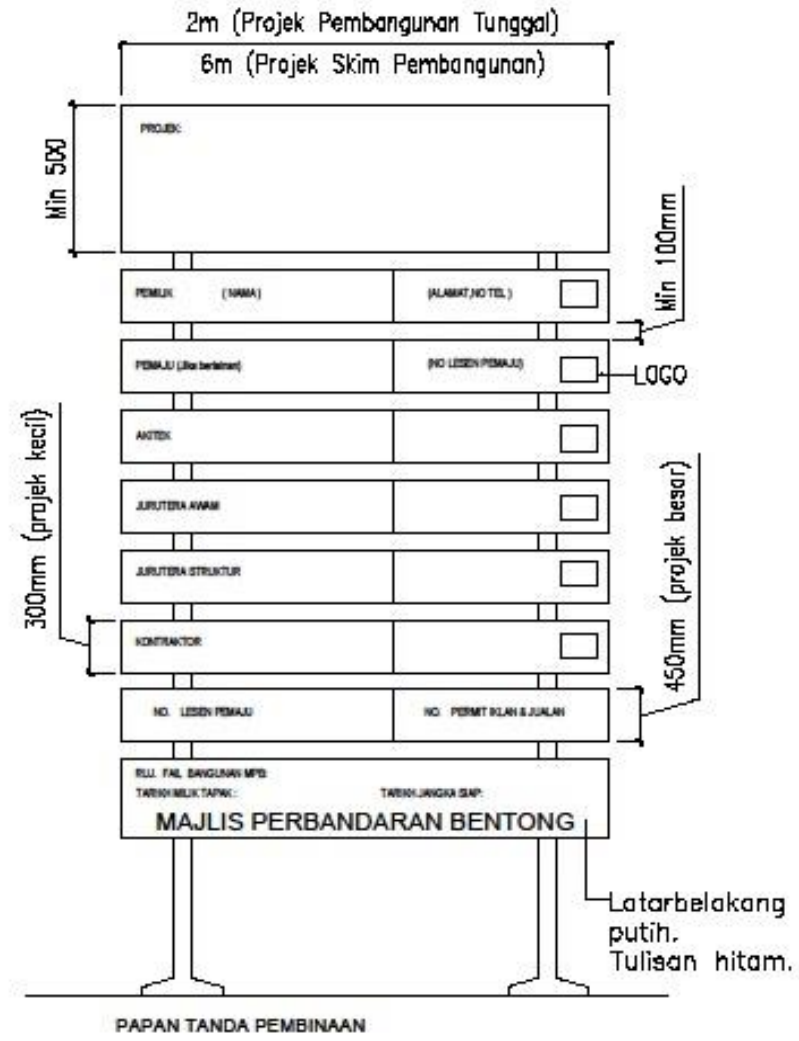 2m (Projek Pembangunan Tunggal)
6m (Projek Skim Pembangunan)
PROJEK:
Min 500
Min 100mm
PEMILIK ( NAMA ) (ALAMAT,NO TEL )
PEMAJU (Jika berlainan) (NO LESEN PEMAJU)
LOGO
AKITEK
300mm (projek kecil)
JURUTERA AWAM
450mm (projek besar)
JURUTERA STRUKTUR
KONTRAKTOR
NO. LESEN PEMAJU NO. PERMIT IKLAN & JUALAN
RUJ. FAIL BANGUNAN MPB:
TARIKH MILIK TAPAK : TARIKH JANGKA SIAP:
MAJLIS PERBANDARAN BENTONG
Latarbelakang
putih.
Tulisan hitam.
PAPAN TANDA PEMBINAAN